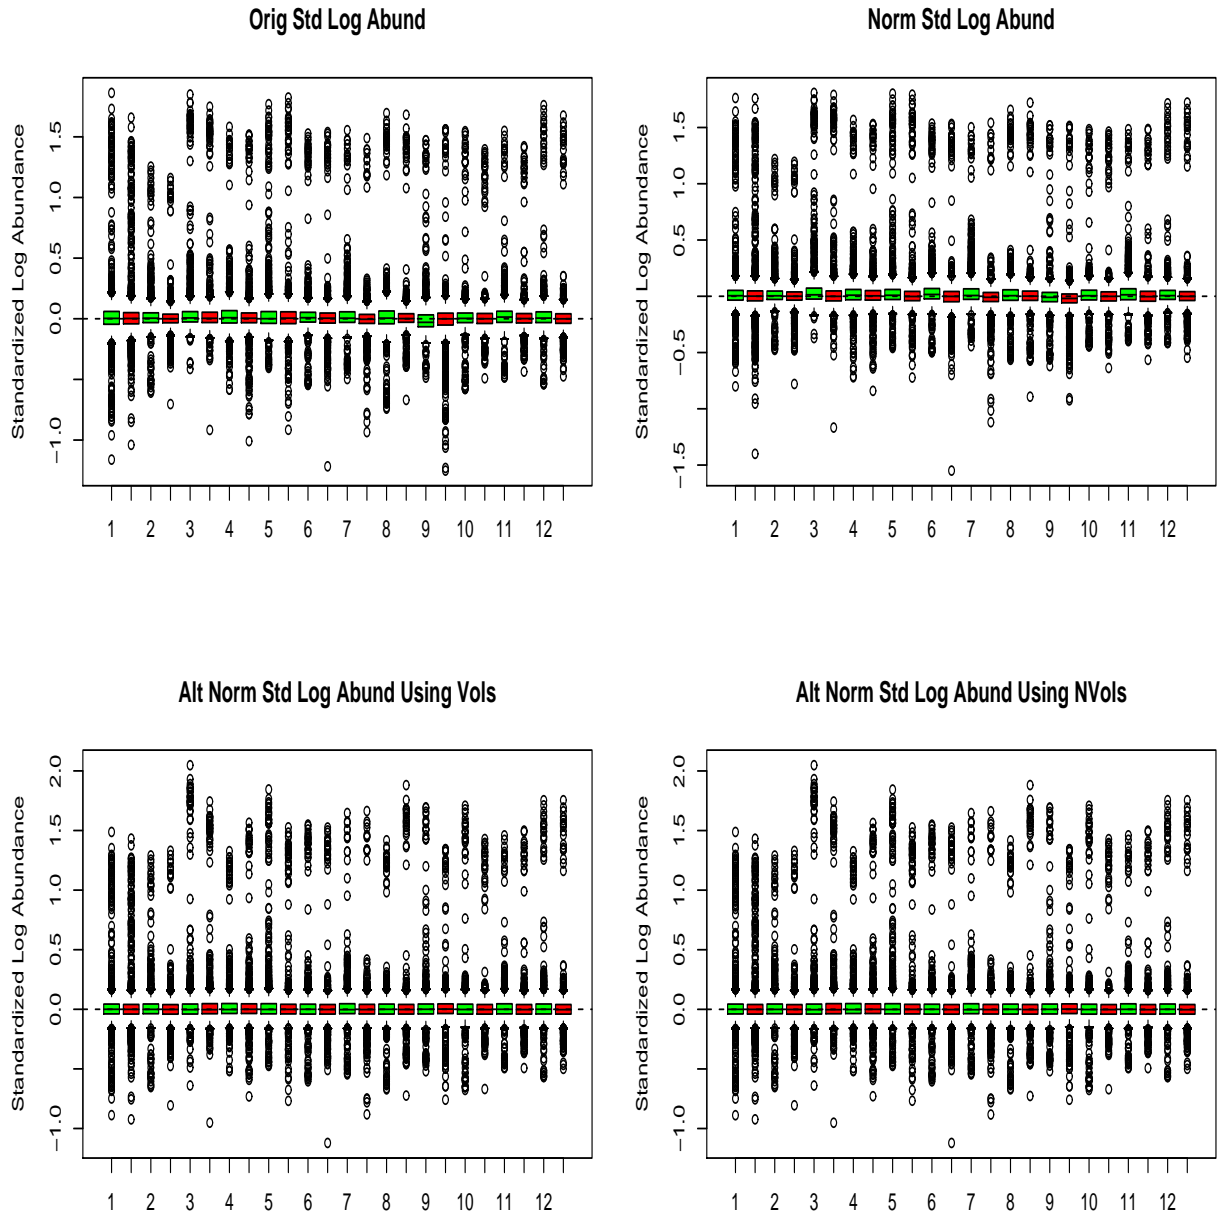 Orig Std Log Abund
Standardized Log Abundance
1.5
1.0
0.5
0.0
−1.0
1 2 3 4 5 6 7 8 9 10 11 12
Norm Std Log Abund
Standardized Log Abundance
1.5
1.0
0.5
−0.5
−1.5
1 2 3 4 5 6 7 8 9 10 11 12
Alt Norm Std Log Abund Using Vols
Standardized Log Abundance
2.0
1.5
1.0
0.5
0.0
−1.0
1 2 3 4 5 6 7 8 9 10 11 12
Alt Norm Std Log Abund Using NVols
Standardized Log Abundance
2.0
1.5
1.0
0.5
0.0
−1.0
1 2 3 4 5 6 7 8 9 10 11 12